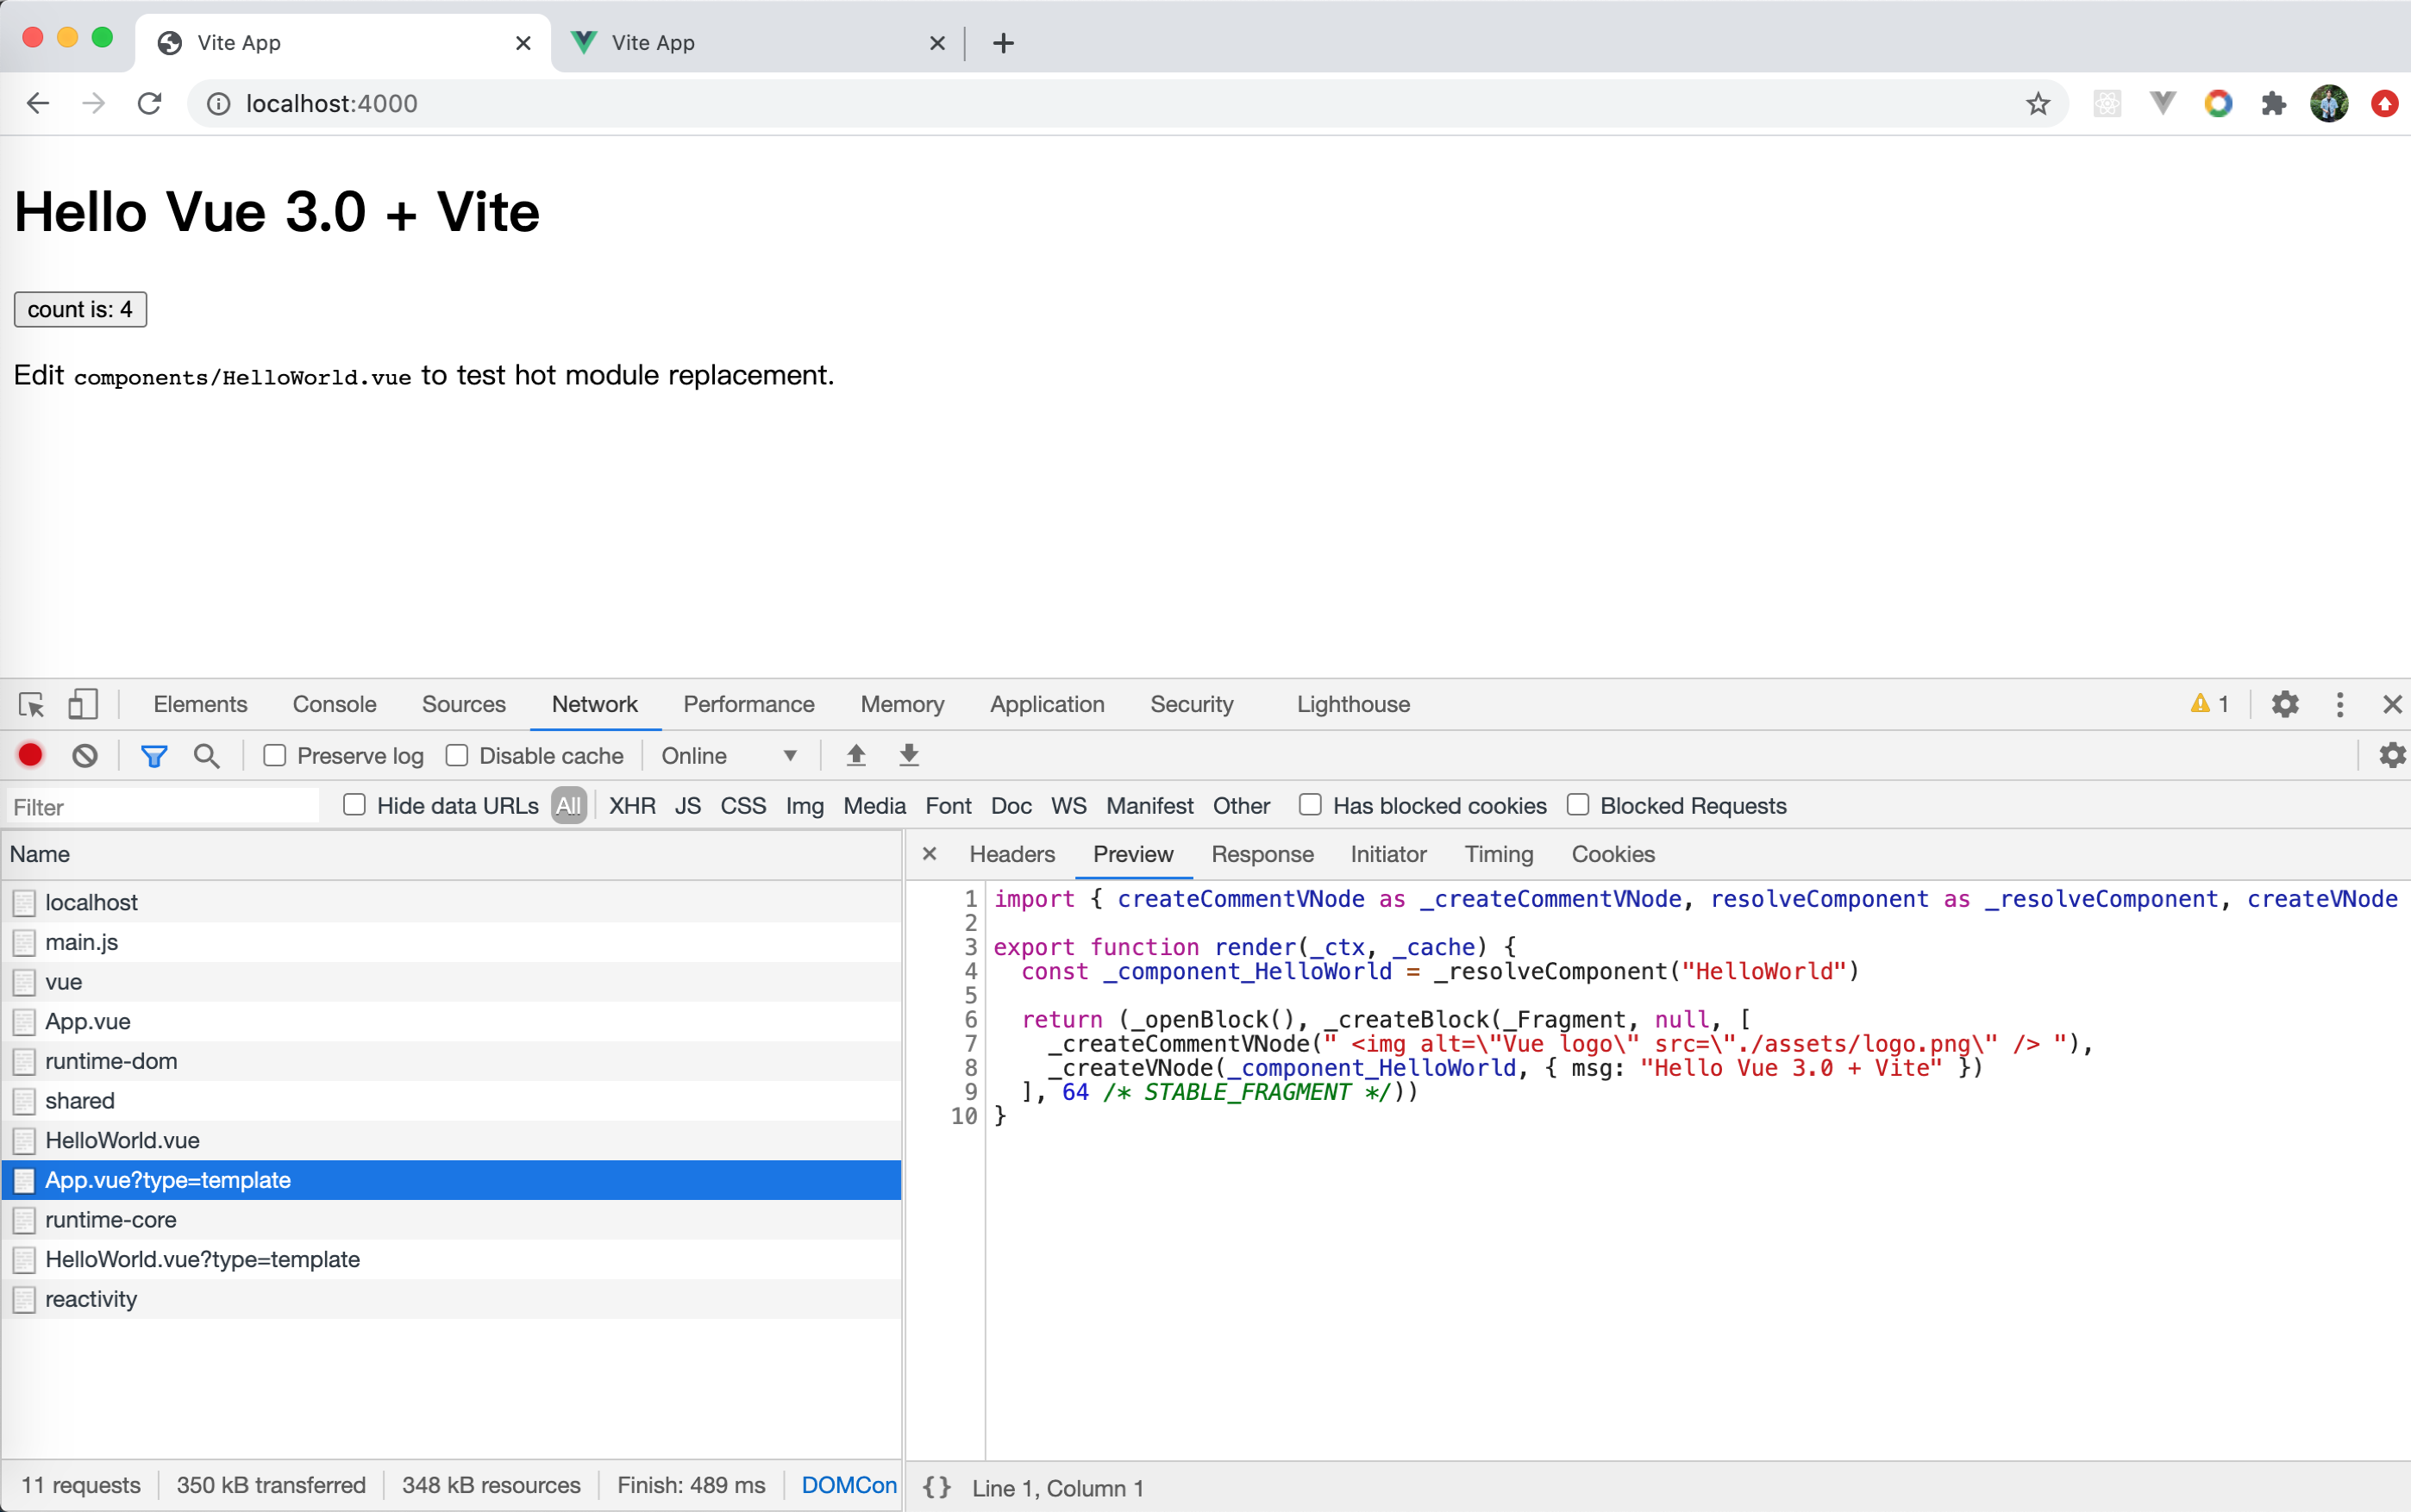 Vite App
Vite App
localhost:4000
Hello Vue 3.0 + Vite
count is: 4
Edit components/HelloWorld.vue to test hot module replacement.
Elements Console Sources Network Performance Memory Application Security Lighthouse 1
Preserve log Disable cache Online
Filter Hide data URLs All XHR JS CSS Img Media Font Doc WS Manifest Other Has blocked cookies Blocked Requests
Name
Headers Preview Response Initiator Timing Cookies
localhost
main.js
vue
App.vue
runtime-dom
shared
HelloWorld.vue
App.vue?type=template
runtime-core
HelloWorld.vue?type=template
reactivity
1 import { createCommentVNode as _createCommentVNode, resolveComponent as _resolveComponent, createVNode
2
3 export function render(_ctx, _cache) {
4 const _component_HelloWorld = _resolveComponent("HelloWorld")
5
6 return (_openBlock(), _createBlock(_Fragment, null, [
7 _createCommentVNode(" <img alt=\"Vue logo\" src=\"./assets/logo.png\" /> "),
8 _createVNode(_component_HelloWorld, { msg: "Hello Vue 3.0 + Vite" })
9 ], 64 /* STABLE_FRAGMENT */))
10 }
11 requests 350 kB transferred 348 kB resources Finish: 489 ms DOMCon
{} Line 1, Column 1